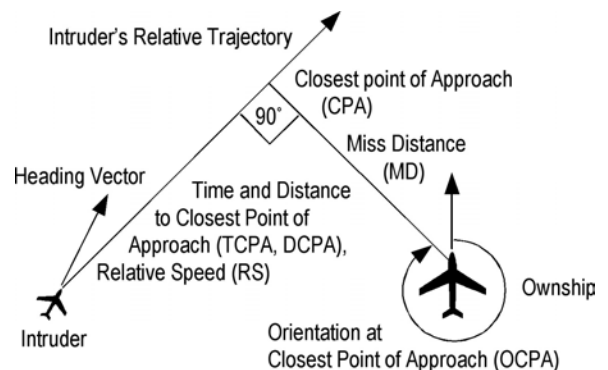 Intruder's Relative Trajectory
Closest point of Approach
(CPA)
90°
Miss Distance
(MD)
Heading Vector
Time and Distance
to Closest Point of
Approach (TCPA, DCPA),
Relative Speed (RS)
Intruder
Ownship
Orientation at
Closest Point of Approach (OCPA)